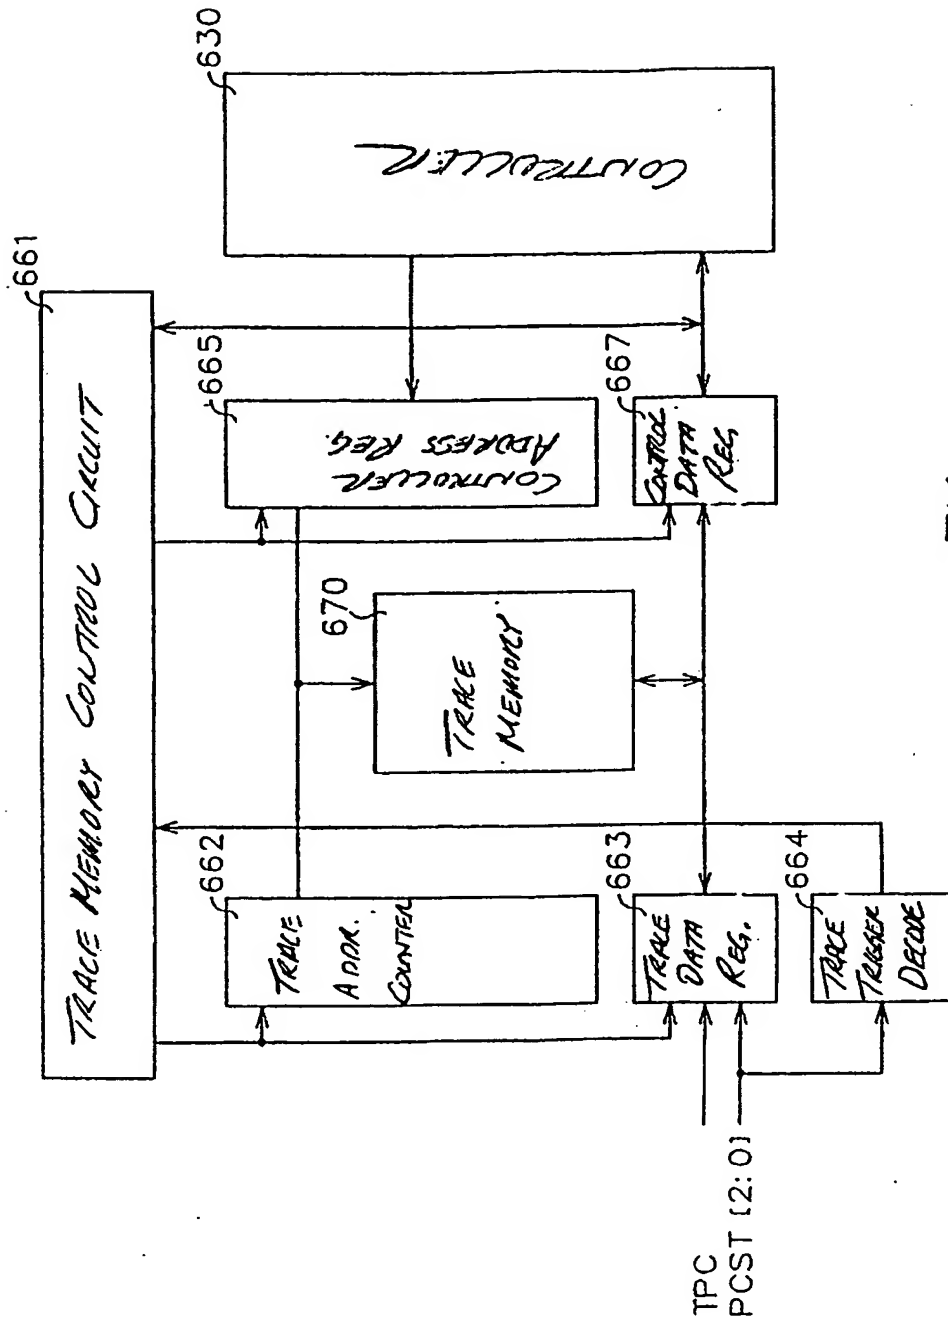 661
TRACE MEMORY CONTROL CIRCUIT
630
CONTROLLER
665
CONTROLLER
ADDRESS REG.
667
CONTROL
DATA
REG.
670
TRACE
MEMORY
662
TRACE
ADDR.
COUNTER
663
TRACE
DATA
REG.
664
TRACE
TRIGGER
DECODE
TPC
PCST [2:0]